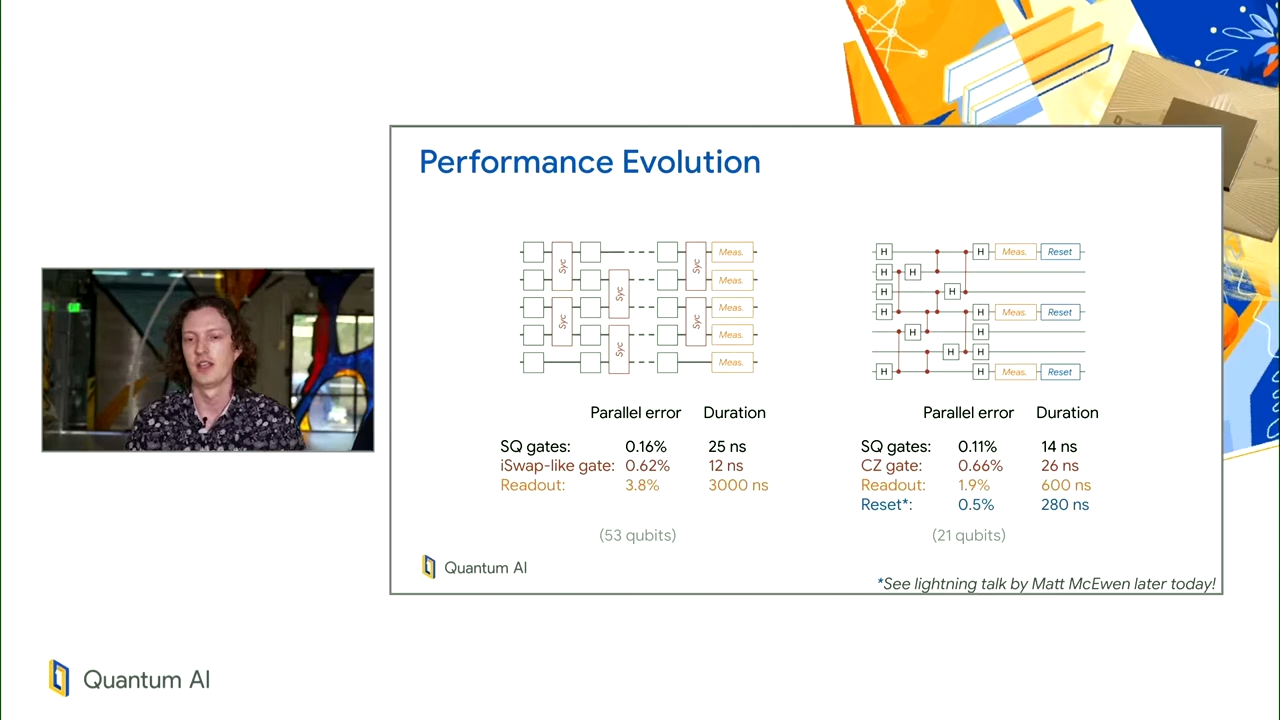 Performance Evolution
Syc Syc Meas.
Syc Meas.
Syc Syc Meas.
Syc Meas.
Meas.
H H Meas. Reset
H H
H H
H H Meas. Reset
H H
H H
H H Meas. Reset
Parallel error Duration
SQ gates: 0.16% 25 ns
iSwap-like gate: 0.62% 12 ns
Readout: 3.8% 3000 ns
(53 qubits)
Parallel error Duration
SQ gates: 0.11% 14 ns
CZ gate: 0.66% 26 ns
Readout: 1.9% 600 ns
Reset*: 0.5% 280 ns
(21 qubits)
Quantum AI
*See lightning talk by Matt McEwen later today!
Quantum AI